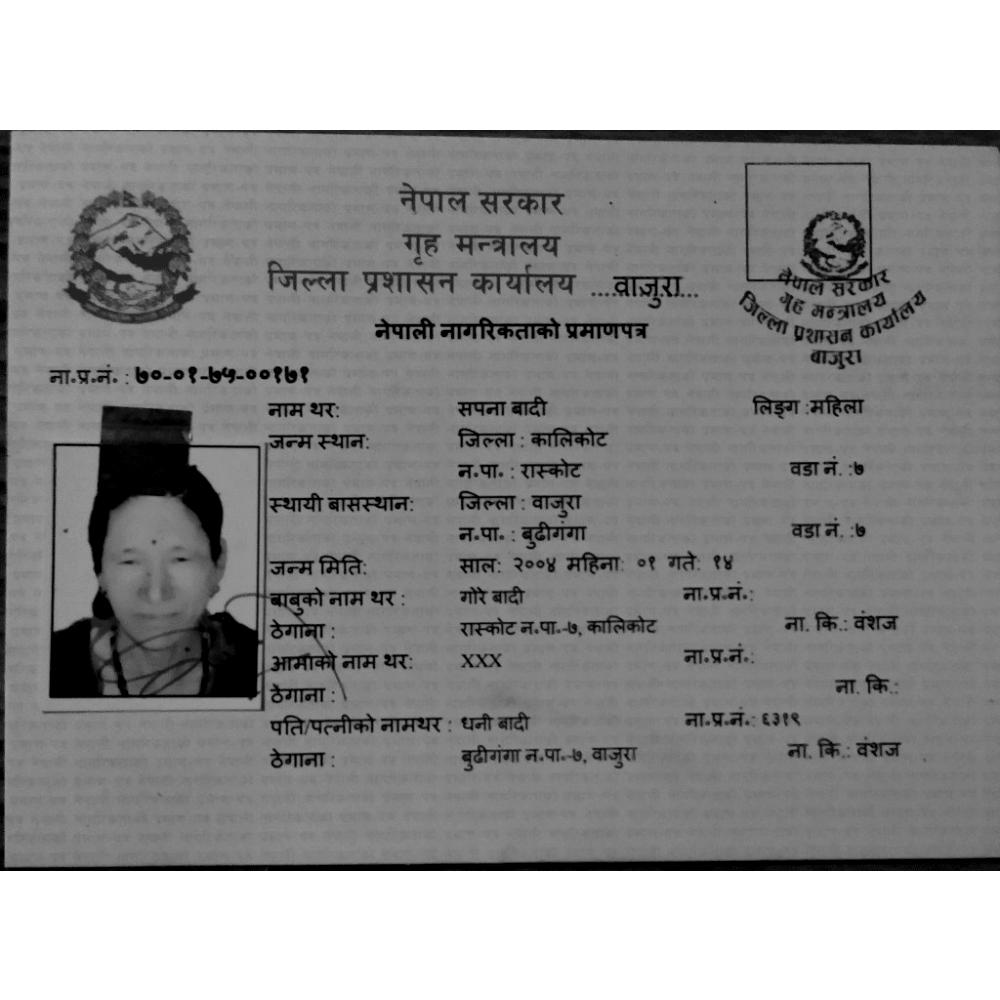 नेपाल सरकार
गृह मन्त्रालय
जिल्ला प्रशासन कार्यालय ....वाजुरा...
नेपाली नागरिकताको प्रमाणपत्र
नेपाल सरकार
गृह मन्त्रालय
जिल्ला प्रशासन कार्यालय
वाजुरा
ना.प्र.नं. : ७०-०१-७५-००१७१
नाम थर: सपना बादी लिङ्ग :महिला
जन्म स्थान: जिल्ला : कालिकोट
न.पा. : रास्कोट वडा नं. :७
स्थायी बासस्थान: जिल्ला : वाजुरा
न.पा. : बुढीगंगा वडा नं. :७
जन्म मिति: साल: २००४ महिना: ०१ गते: १४
बाबुको नाम थर : गोरे बादी ना.प्र.नं.:
ठेगाना : रास्कोट न.पा.-७, कालिकोट ना. कि.: वंशज
आमाको नाम थर: XXX ना.प्र.नं.:
ठेगाना : ना. कि.:
पति/पत्नीको नामथर : धनी बादी ना.प्र.नं.: ६३१९
ठेगाना : बुढीगंगा न.पा.-७, वाजुरा ना. कि.: वंशज